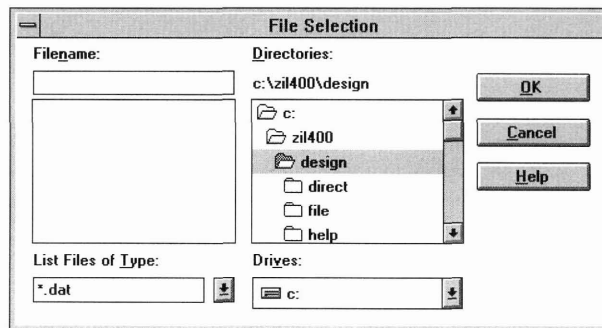 File Selection
Filename:
Directories:
c:\zil400\design
c:
zil400
design
direct
file
help
OK
Cancel
Help
List Files of Type:
*.dat
Drives:
c: